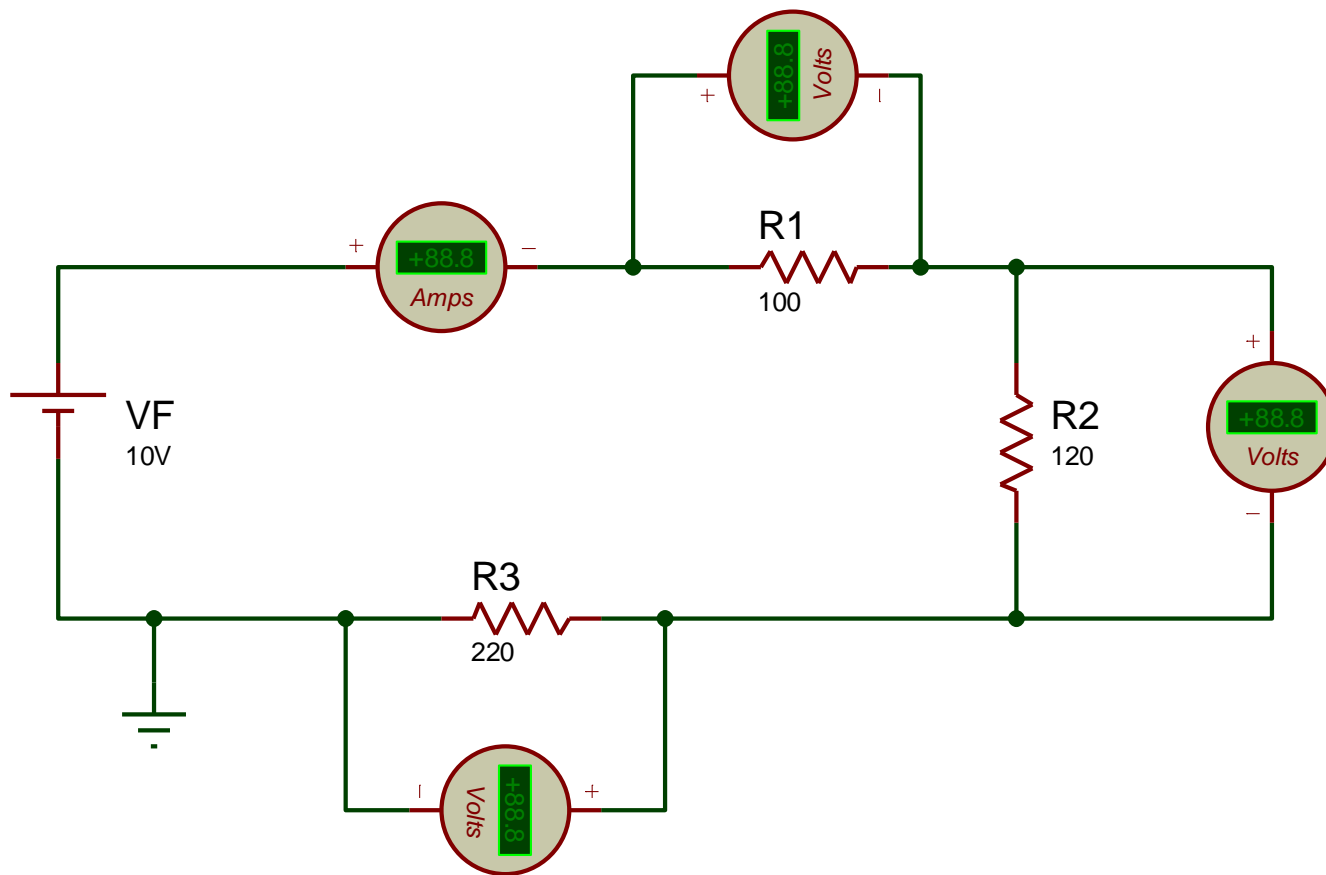 +88.8
Volts
+
-
R1
100
+
-
+88.8
Amps
+
-
+88.8
Volts
VF
10V
R2
120
R3
220
-
+
+88.8
Volts